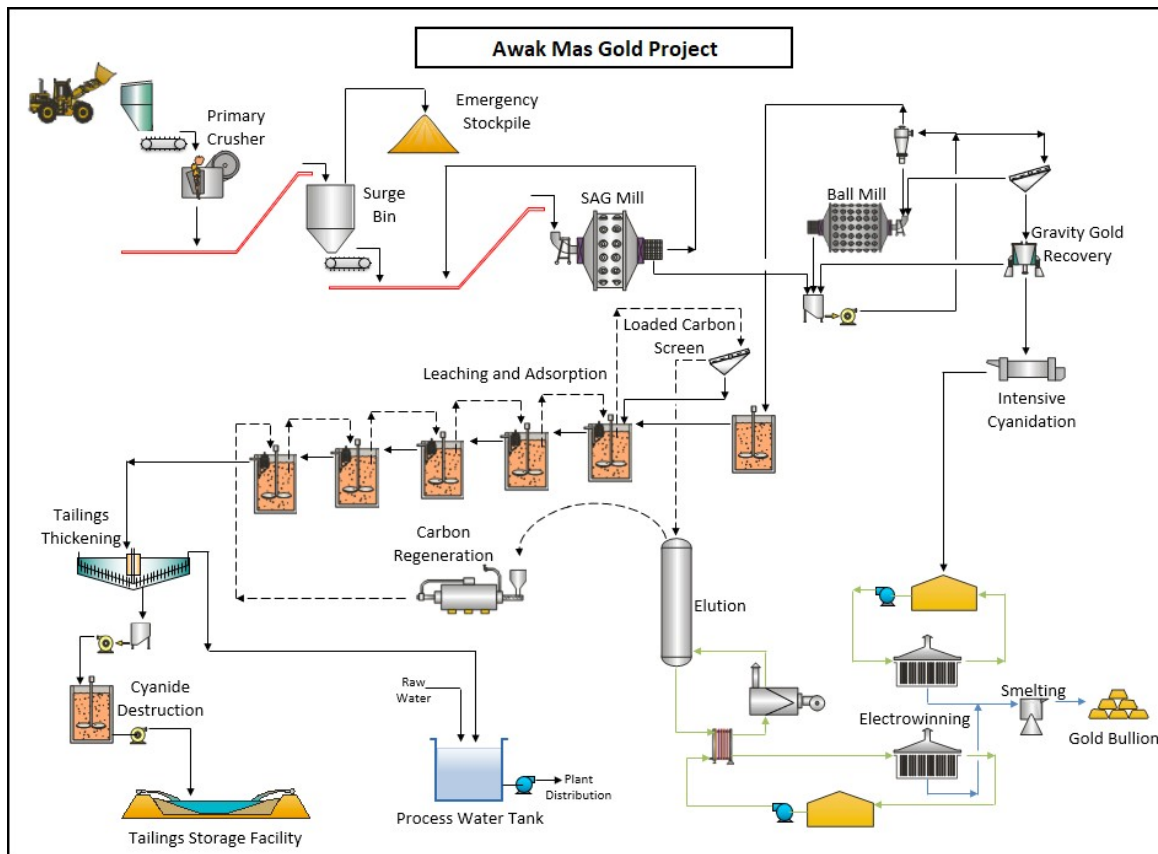 Awak Mas Gold Project
Primary
Crusher
Emergency
Stockpile
Surge
Bin
SAG Mill
Ball Mill
Gravity Gold
Recovery
Loaded Carbon
Screen
Leaching and Adsorption
Intensive
Cyanidation
Tailings
Thickening
Carbon
Regeneration
Elution
Cyanide
Destruction
Raw
Water
Smelting
Electrowinning
Gold Bullion
Plant
Distribution
Process Water Tank
Tailings Storage Facility